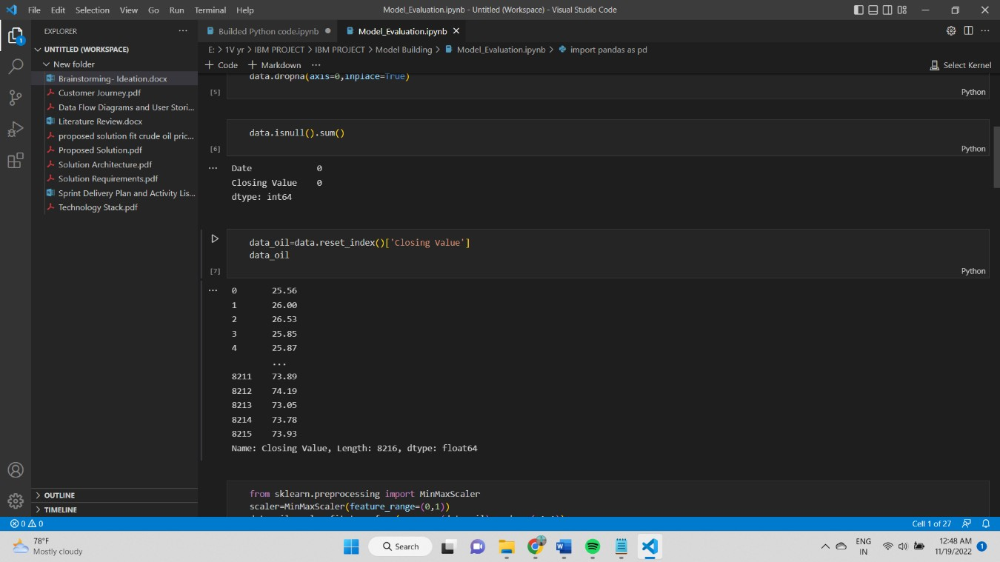 File Edit Selection View Go Run Terminal Help
Model_Evaluation.ipynb - Untitled (Workspace) - Visual Studio Code
EXPLORER
UNTITLED (WORKSPACE)
New folder
Brainstorming- Ideation.docx
Customer Journey.pdf
Data Flow Diagrams and User Stori...
Literature Review.docx
proposed solution fit crude oil pric...
Proposed Solution.pdf
Solution Architecture.pdf
Solution Requirements.pdf
Sprint Delivery Plan and Activity Lis...
Technology Stack.pdf
OUTLINE
TIMELINE
1
Builded Python code.ipynb
Model_Evaluation.ipynb
E: > 1V yr > IBM PROJECT > IBM PROJECT > Model Building > Model_Evaluation.ipynb > import pandas as pd
+ Code + Markdown ...
Select Kernel
data.dropna(axis=0,inplace=True)
[5]
Python
data.isnull().sum()
[6]
Python
Date 0
Closing Value 0
dtype: int64
data_oil=data.reset_index()['Closing Value']
data_oil
[7]
Python
0 25.56
1 26.00
2 26.53
3 25.85
4 25.87
...
8211 73.89
8212 74.19
8213 73.05
8214 73.78
8215 73.93
Name: Closing Value, Length: 8216, dtype: float64
from sklearn.preprocessing import MinMaxScaler
scaler=MinMaxScaler(feature_range=(0,1))
0 0
Cell 1 of 27
78°F
Mostly cloudy
Search
ENG
IN
12:48 AM
11/19/2022
1